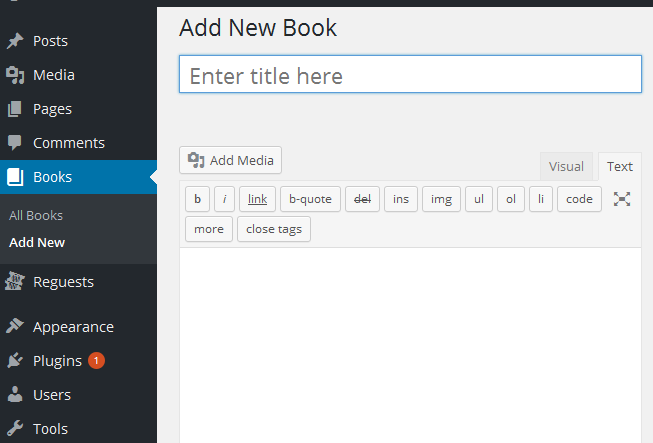 Posts
Media
Pages
Comments
Books
All Books
Add New
Reguests
Appearance
Plugins 1
Users
Tools
Add New Book
Enter title here
Add Media
Visual Text
b i link b-quote del ins img ul ol li code
more close tags